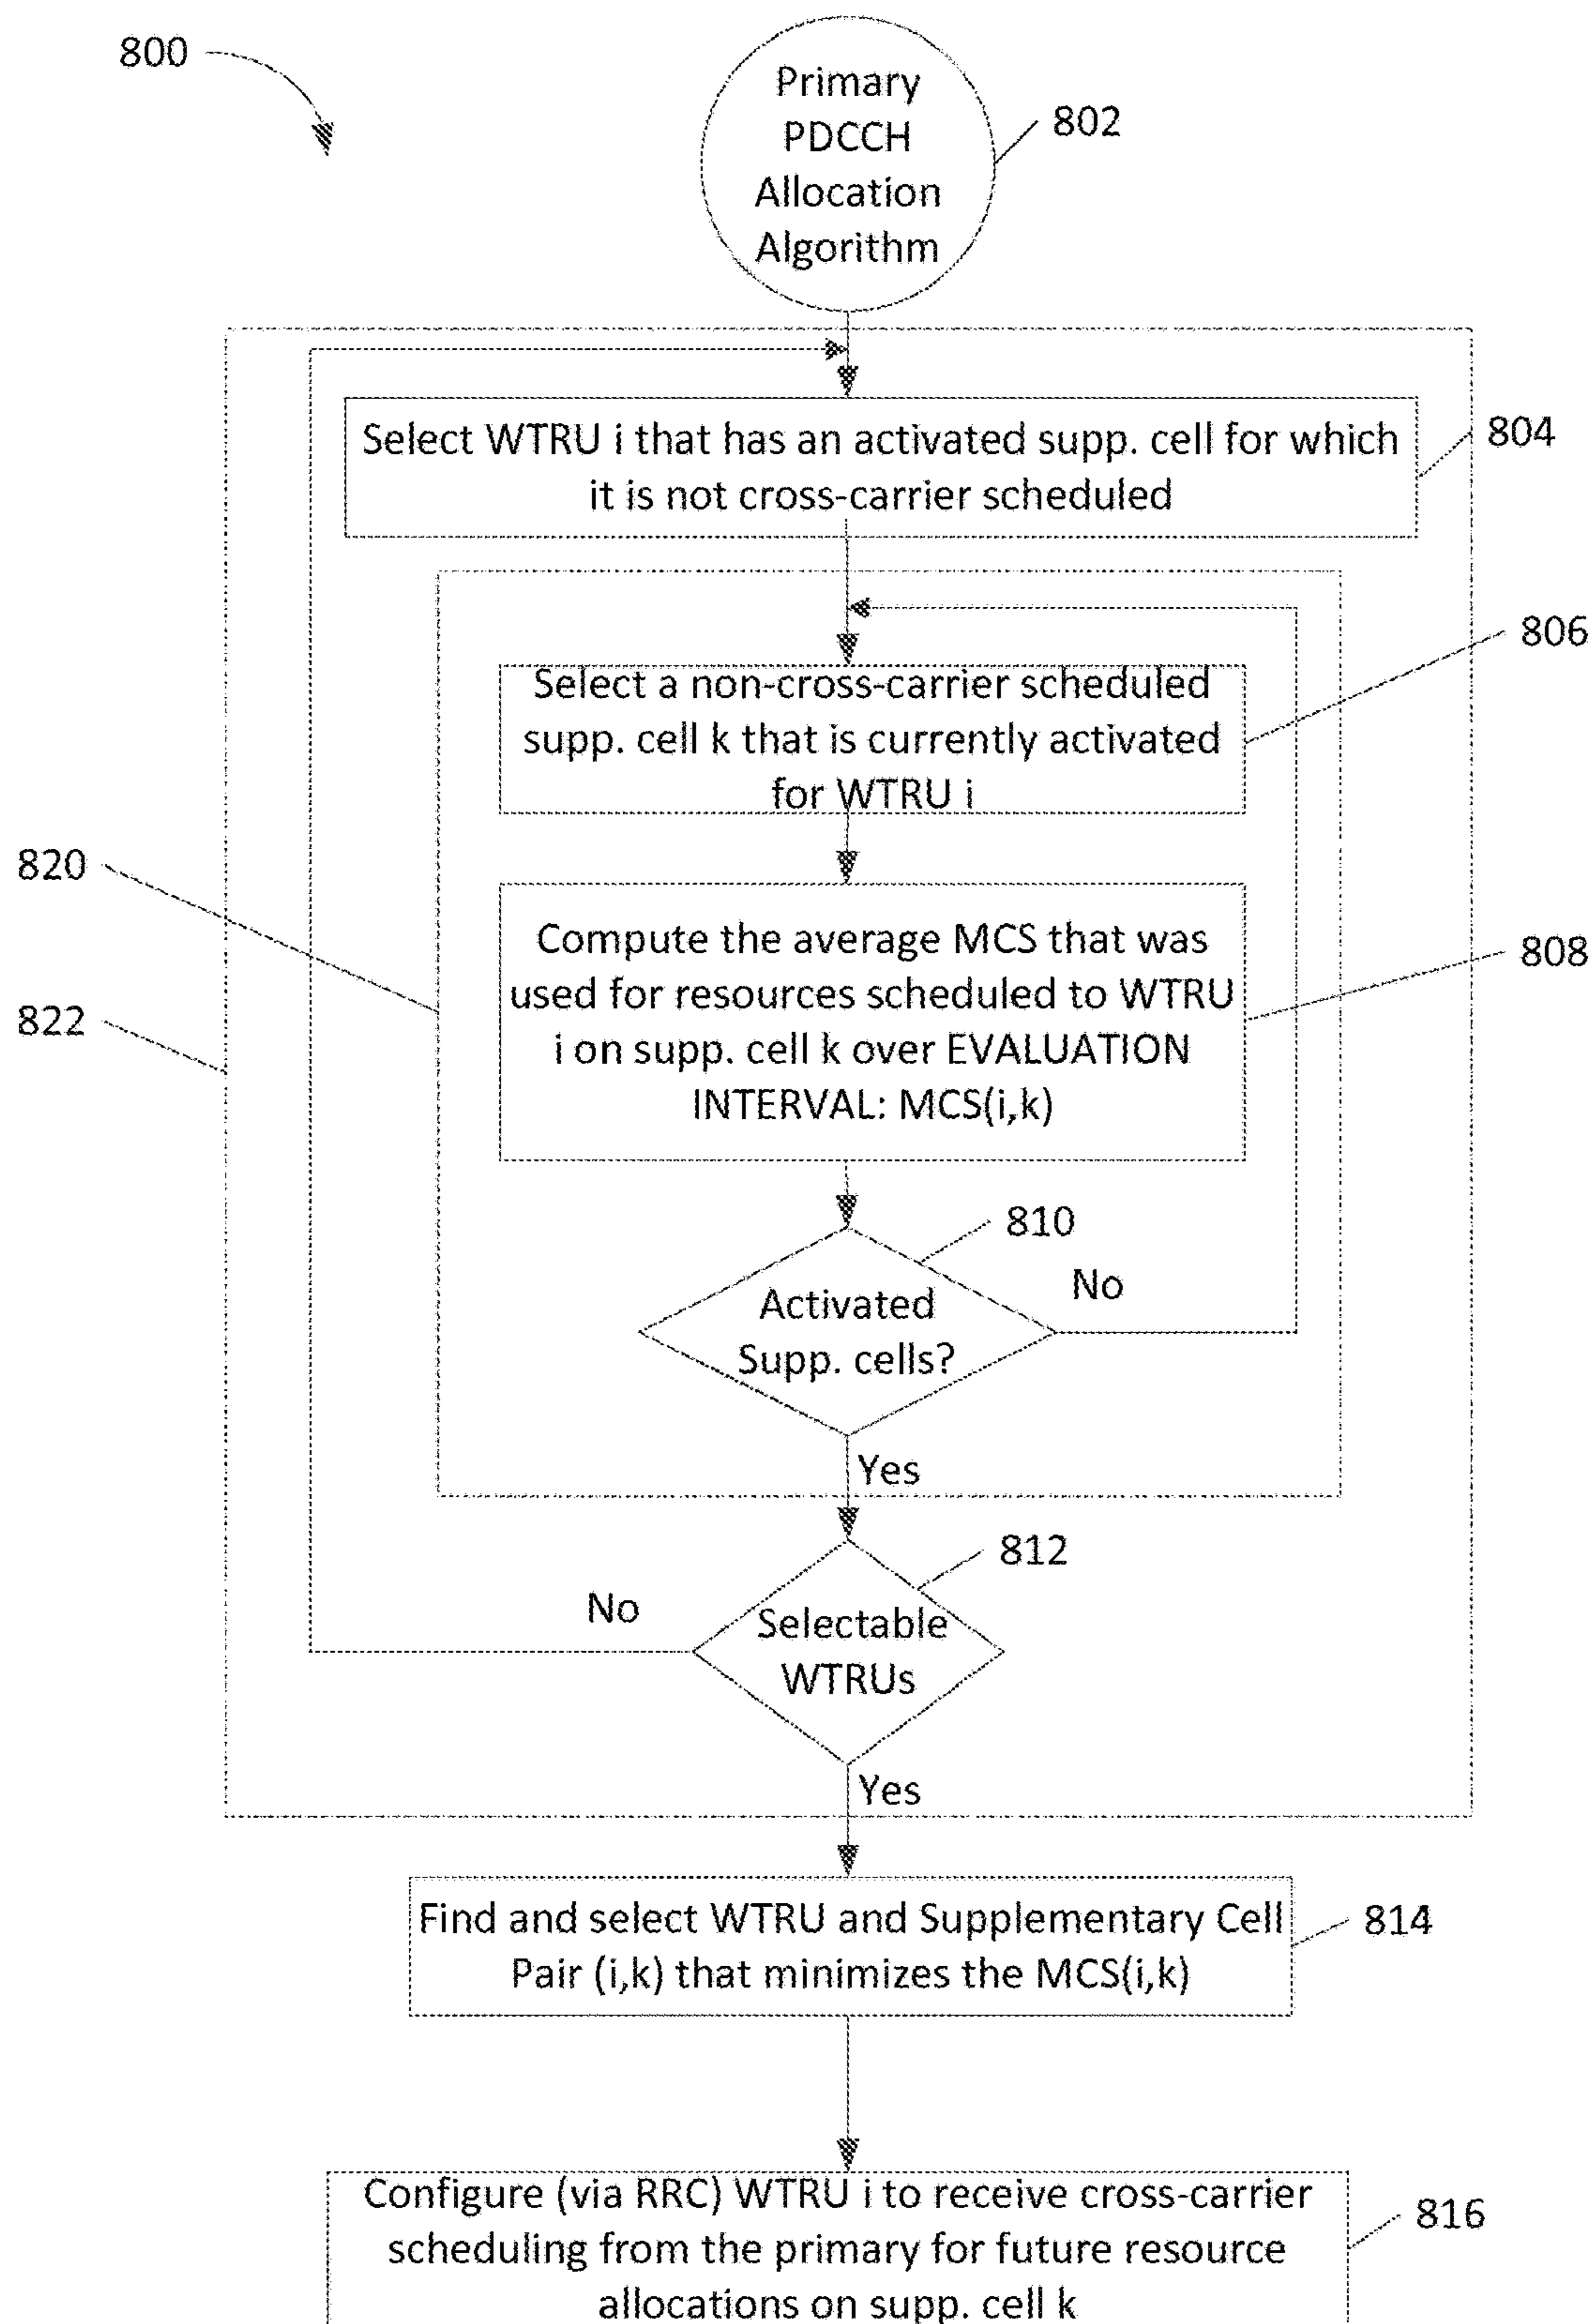 800
Primary
PDCCH
Allocation
Algorithm
802
Select WTRU i that has an activated supp. cell for which
it is not cross-carrier scheduled
804
Select a non-cross-carrier scheduled
supp. cell k that is currently activated
for WTRU i
806
820
Compute the average MCS that was
used for resources scheduled to WTRU
i on supp. cell k over EVALUATION
INTERVAL: MCS(i,k)
808
822
810
Activated
Supp. cells?
No
Yes
812
Selectable
WTRUs
No
Yes
Find and select WTRU and Supplementary Cell
Pair (i,k) that minimizes the MCS(i,k)
814
Configure (via RRC) WTRU i to receive cross-carrier
scheduling from the primary for future resource
allocations on supp. cell k
816